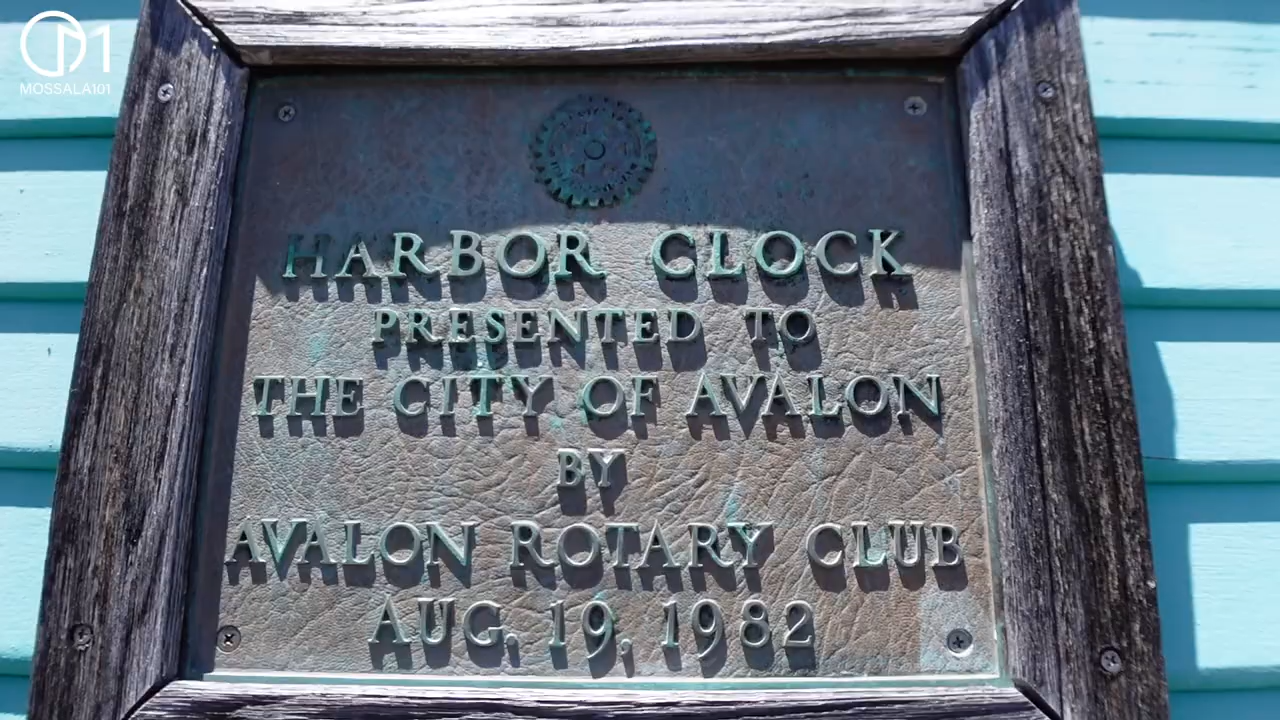 MOSSALA101
HARBOR CLOCK
PRESENTED TO
THE CITY OF AVALON
BY
AVALON ROTARY CLUB
AUG. 19, 1982